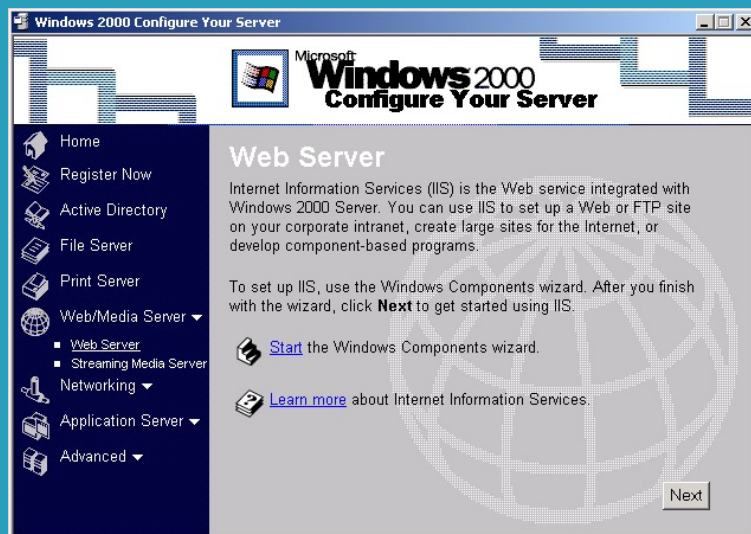 Windows 2000 Configure Your Server
Microsoft
Windows 2000
Configure Your Server
Home
Register Now
Active Directory
File Server
Print Server
Web/Media Server
Web Server
Streaming Media Server
Networking
Application Server
Advanced
Web Server
Internet Information Services (IIS) is the Web service integrated with
Windows 2000 Server. You can use IIS to set up a Web or FTP site
on your corporate intranet, create large sites for the Internet, or
develop component-based programs.
To set up IIS, use the Windows Components wizard. After you finish
with the wizard, click Next to get started using IIS.
Start the Windows Components wizard.
Learn more about Internet Information Services.
Next